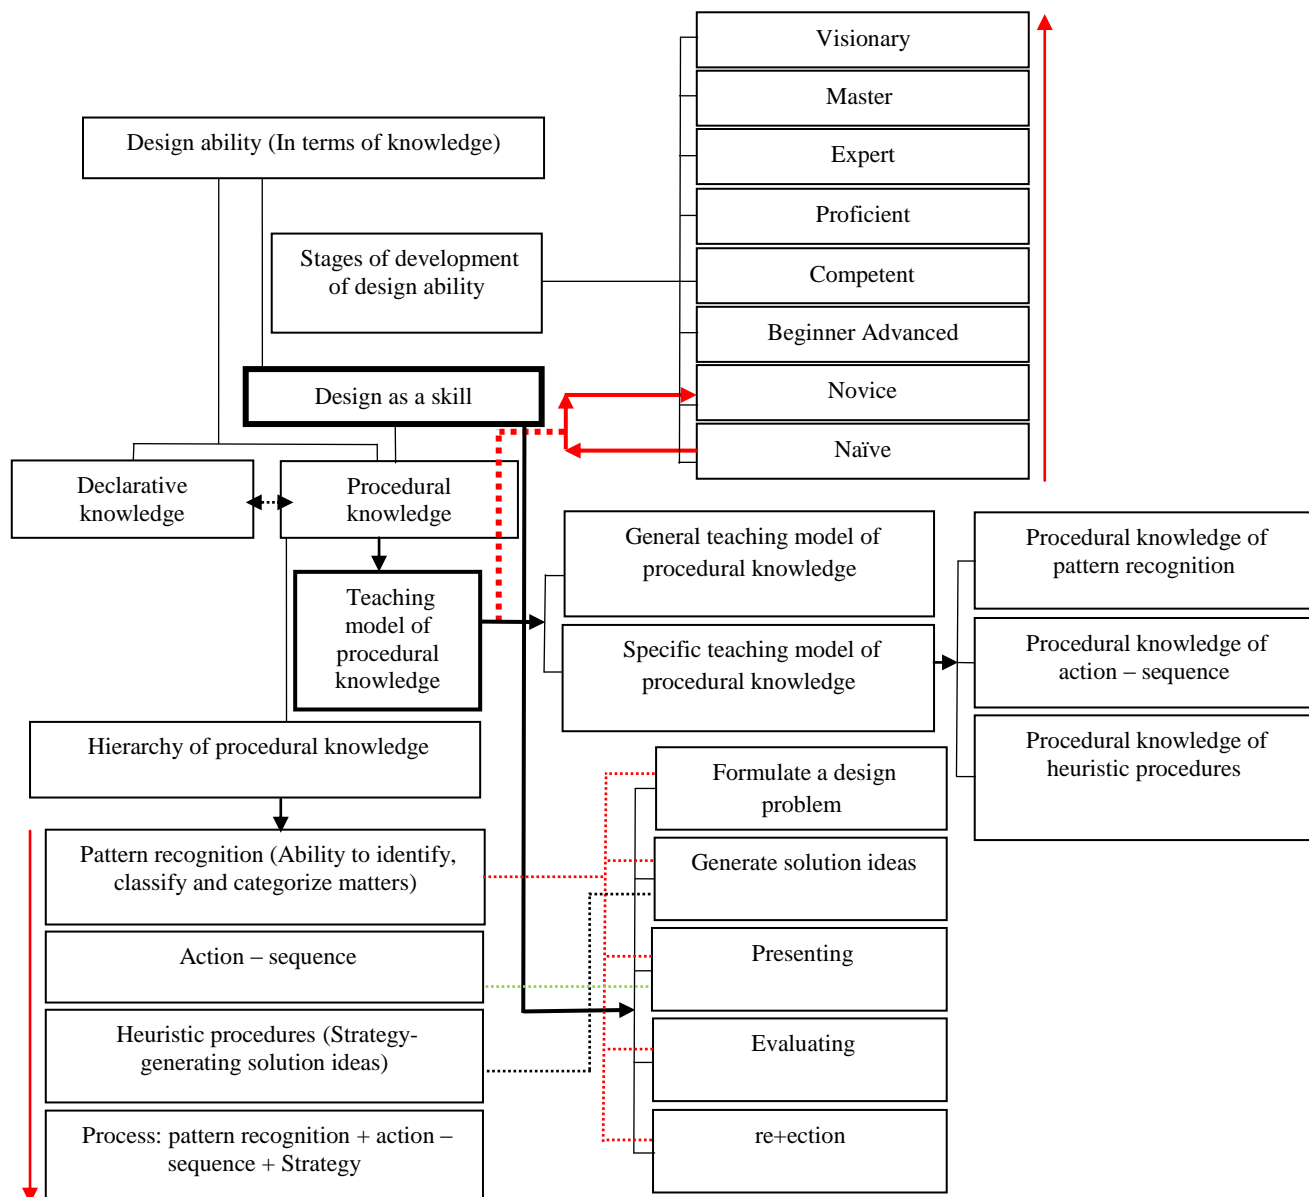 Visionary
Master
Design ability (In terms of knowledge)
Expert
Proficient
Stages of development
of design ability
Competent
Beginner Advanced
Design as a skill
Novice
Naïve
Declarative
knowledge
Procedural
knowledge
General teaching model of
procedural knowledge
Procedural knowledge of
pattern recognition
Teaching
model of
procedural
knowledge
Specific teaching model of
procedural knowledge
Procedural knowledge of
action – sequence
Hierarchy of procedural knowledge
Procedural knowledge of
heuristic procedures
Formulate a design
problem
Pattern recognition (Ability to identify,
classify and categorize matters)
Generate solution ideas
Action – sequence
Presenting
Heuristic procedures (Strategy-
generating solution ideas)
Evaluating
Process: pattern recognition + action –
sequence + Strategy
re+ection